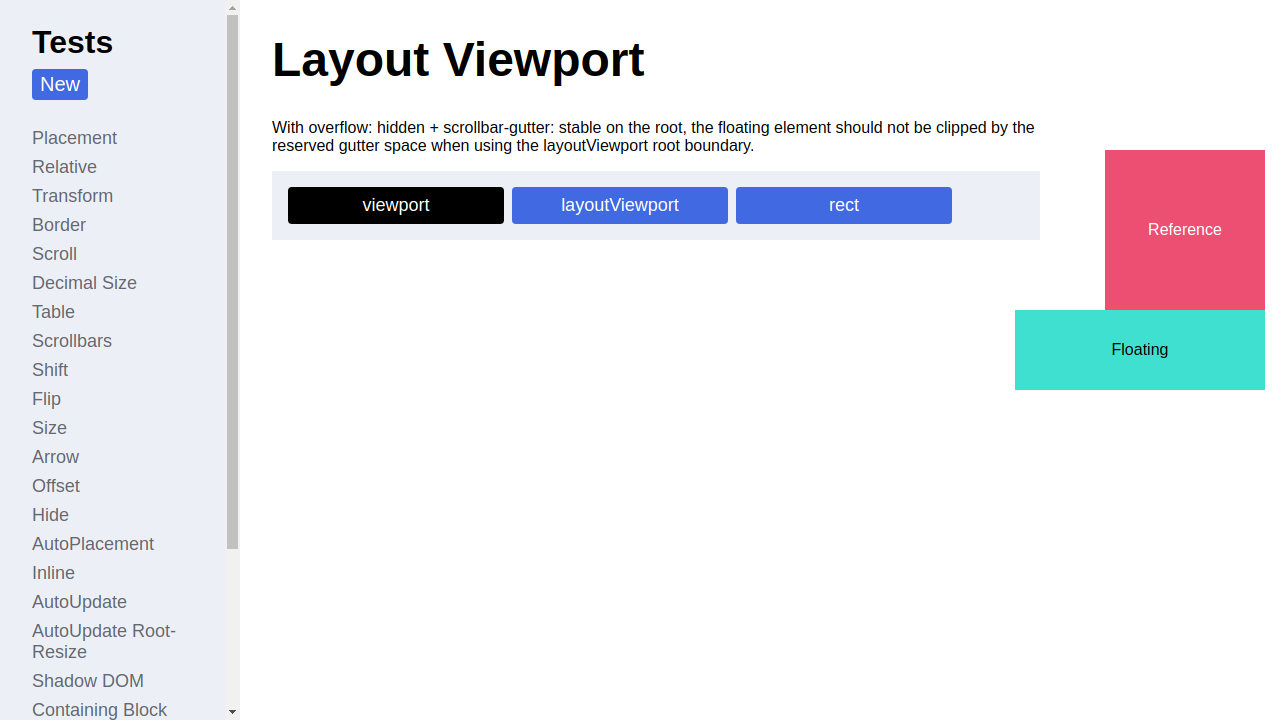 Tests
New
Placement
Relative
Transform
Border
Scroll
Decimal Size
Table
Scrollbars
Shift
Flip
Size
Arrow
Offset
Hide
AutoPlacement
Inline
AutoUpdate
AutoUpdate Root-
Resize
Shadow DOM
Containing Block
Layout Viewport
With overflow: hidden + scrollbar-gutter: stable on the root, the floating element should not be clipped by the
reserved gutter space when using the layoutViewport root boundary.
viewport
layoutViewport
rect
Reference
Floating